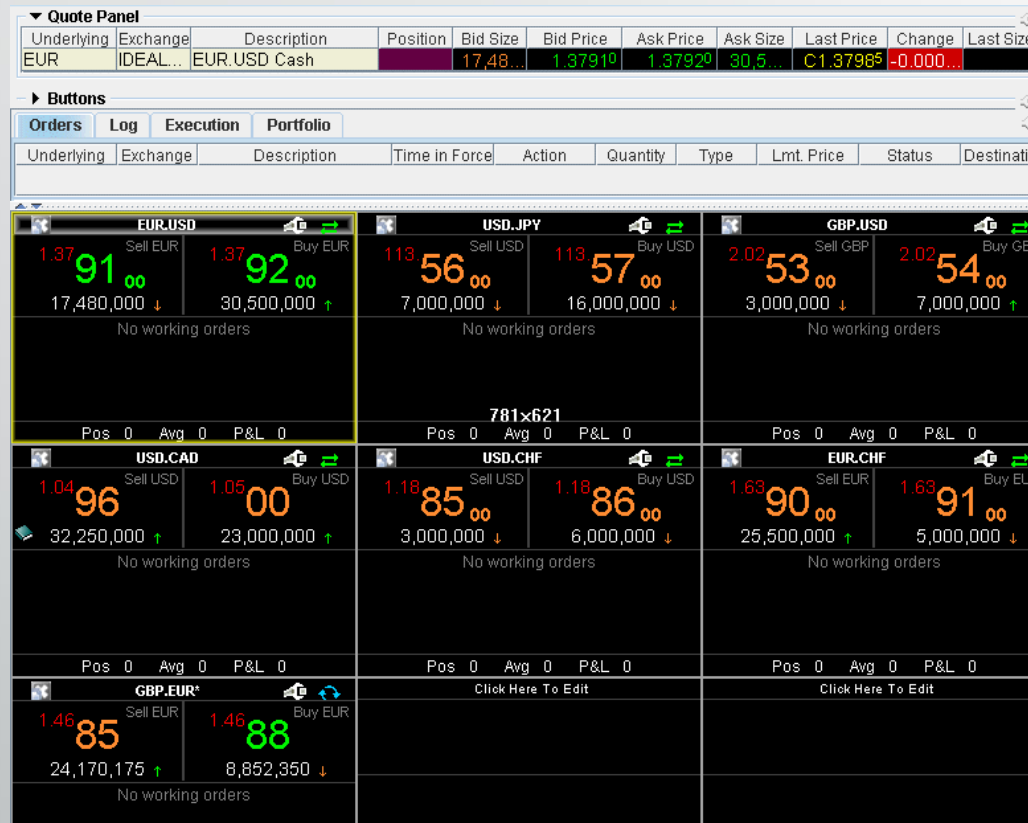 Quote Panel
Underlying Exchange Description Position Bid Size Bid Price Ask Price Ask Size Last Price Change Last Size
EUR IDEAL... EUR.USD Cash 17,48... 1.3791⁰ 1.3792⁰ 30,5... C1.3798⁵ -0.000...
Buttons
Orders Log Execution Portfolio
Underlying Exchange Description Time in Force Action Quantity Type Lmt. Price Status Destinati
EUR.USD USD.JPY GBP.USD
Sell EUR Buy EUR Sell USD Buy USD Sell GBP Buy GB
1.37 91 00 1.37 92 00 113 56 00 113 57 00 2.02 53 00 2.02 54 00
17,480,000 ↓ 30,500,000 ↑ 7,000,000 ↓ 16,000,000 ↓ 3,000,000 ↓ 7,000,000 ↑
No working orders No working orders No working orders
781×621
Pos 0 Avg 0 P&L 0 Pos 0 Avg 0 P&L 0 Pos 0 Avg 0 P&L 0
USD.CAD USD.CHF EUR.CHF
Sell USD Buy USD Sell USD Buy USD Sell EUR Buy EU
1.04 96 1.05 00 1.18 85 00 1.18 86 00 1.63 90 00 1.63 91 00
32,250,000 ↑ 23,000,000 ↑ 3,000,000 ↓ 6,000,000 ↓ 25,500,000 ↑ 5,000,000 ↓
No working orders No working orders No working orders
Pos 0 Avg 0 P&L 0 Pos 0 Avg 0 P&L 0 Pos 0 Avg 0 P&L 0
GBP.EUR* Click Here To Edit Click Here To Edit
Sell EUR Buy EUR
1.46 85 1.46 88
24,170,175 ↑ 8,852,350 ↓
No working orders